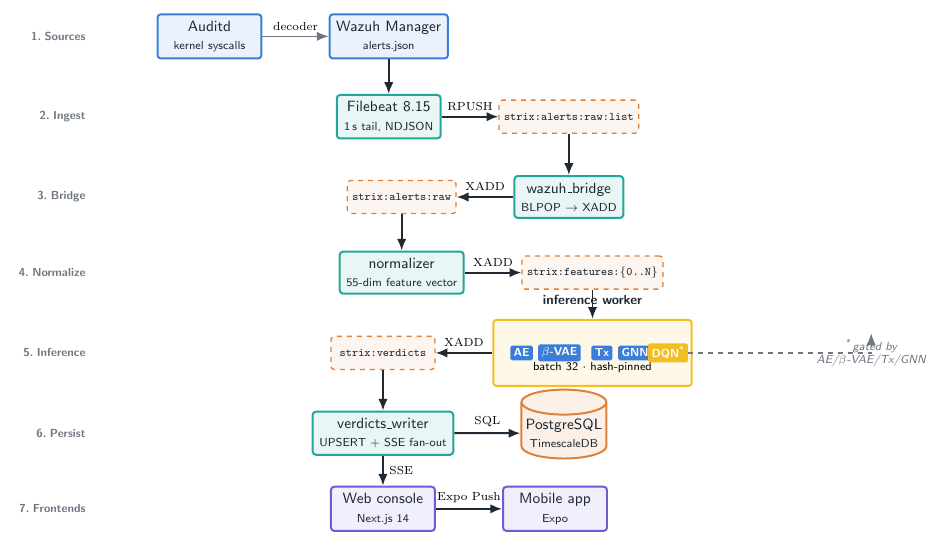 1. Sources
Auditd
kernel syscalls
decoder
Wazuh Manager
alerts.json
2. Ingest
Filebeat 8.15
1 s tail, NDJSON
RPUSH
strix:alerts:raw:list
3. Bridge
strix:alerts:raw
XADD
wazuh_bridge
BLPOP → XADD
4. Normalize
normalizer
55-dim feature vector
XADD
strix:features:{0..N}
inference worker
5. Inference
strix:verdicts
XADD
AE β-VAE Tx GNN DQN*
batch 32 · hash-pinned
*gated by
AE/β-VAE/Tx/GNN
6. Persist
verdicts_writer
UPSERT + SSE fan-out
SQL
PostgreSQL
TimescaleDB
SSE
7. Frontends
Web console
Next.js 14
Expo Push
Mobile app
Expo